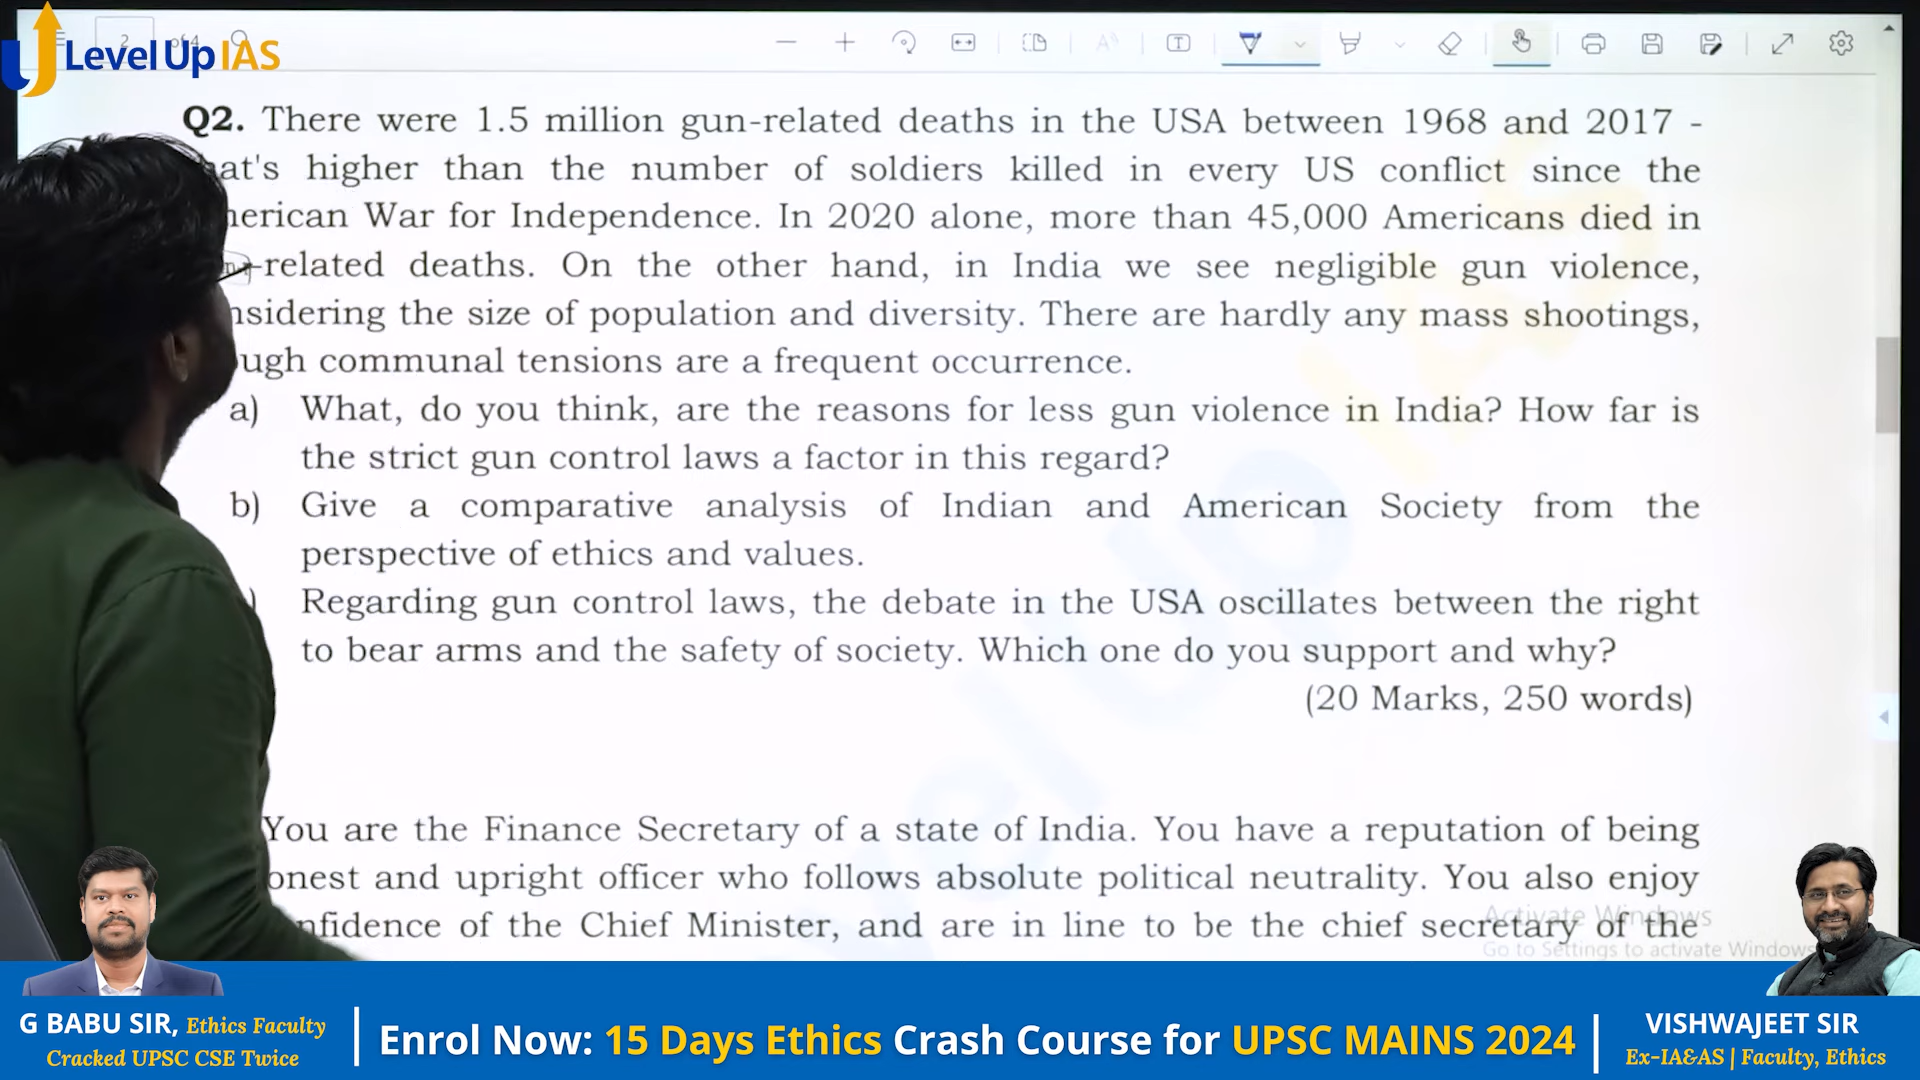 2 of 4
Level Up IAS
Q2. There were 1.5 million gun-related deaths in the USA between 1968 and 2017 -
at's higher than the number of soldiers killed in every US conflict since the
nerican War for Independence. In 2020 alone, more than 45,000 Americans died in
-related deaths. On the other hand, in India we see negligible gun violence,
nsidering the size of population and diversity. There are hardly any mass shootings,
ugh communal tensions are a frequent occurrence.
a) What, do you think, are the reasons for less gun violence in India? How far is
the strict gun control laws a factor in this regard?
b) Give a comparative analysis of Indian and American Society from the
perspective of ethics and values.
) Regarding gun control laws, the debate in the USA oscillates between the right
to bear arms and the safety of society. Which one do you support and why?
(20 Marks, 250 words)
You are the Finance Secretary of a state of India. You have a reputation of being
onest and upright officer who follows absolute political neutrality. You also enjoy
nfidence of the Chief Minister, and are in line to be the chief secretary of the
Activate Windows
Go to Settings to activate Windows
G BABU SIR, Ethics Faculty
Cracked UPSC CSE Twice
Enrol Now: 15 Days Ethics Crash Course for UPSC MAINS 2024
VISHWAJEET SIR
Ex-IA&AS | Faculty, Ethics